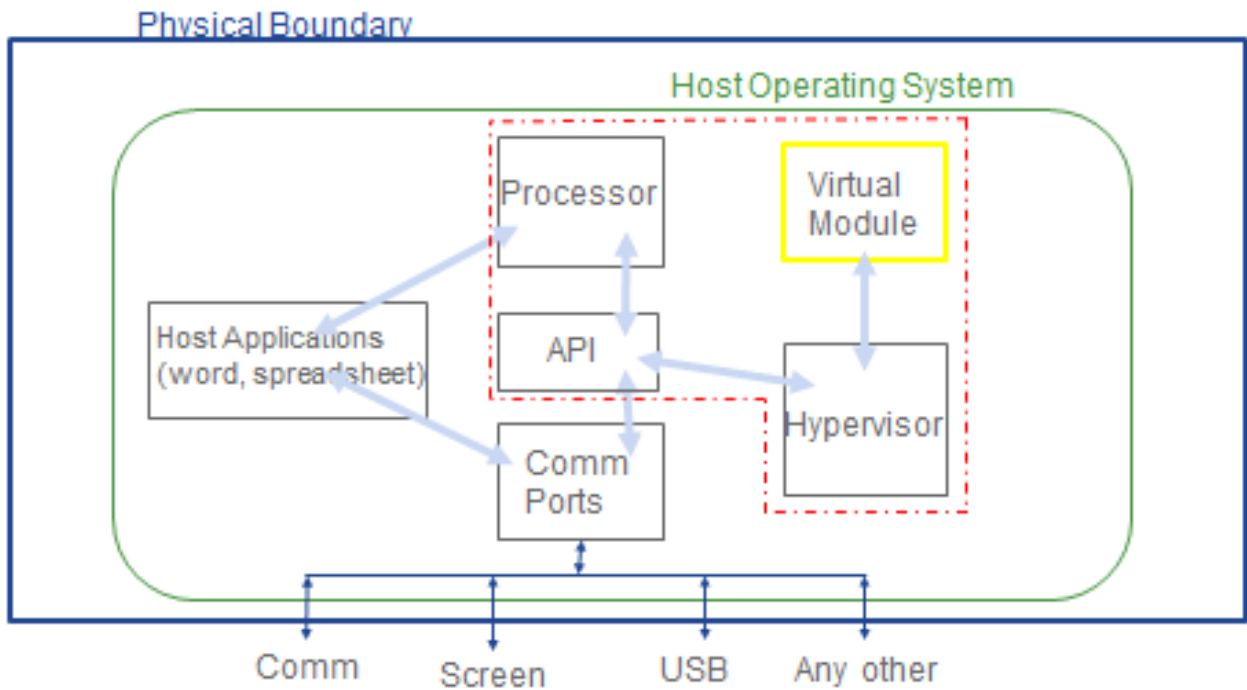 Physical Boundary
Host Operating System
Processor
Virtual
Module
Host Applications
(word, spreadsheet)
API
Hypervisor
Comm
Ports
Comm
Screen
USB
Any other